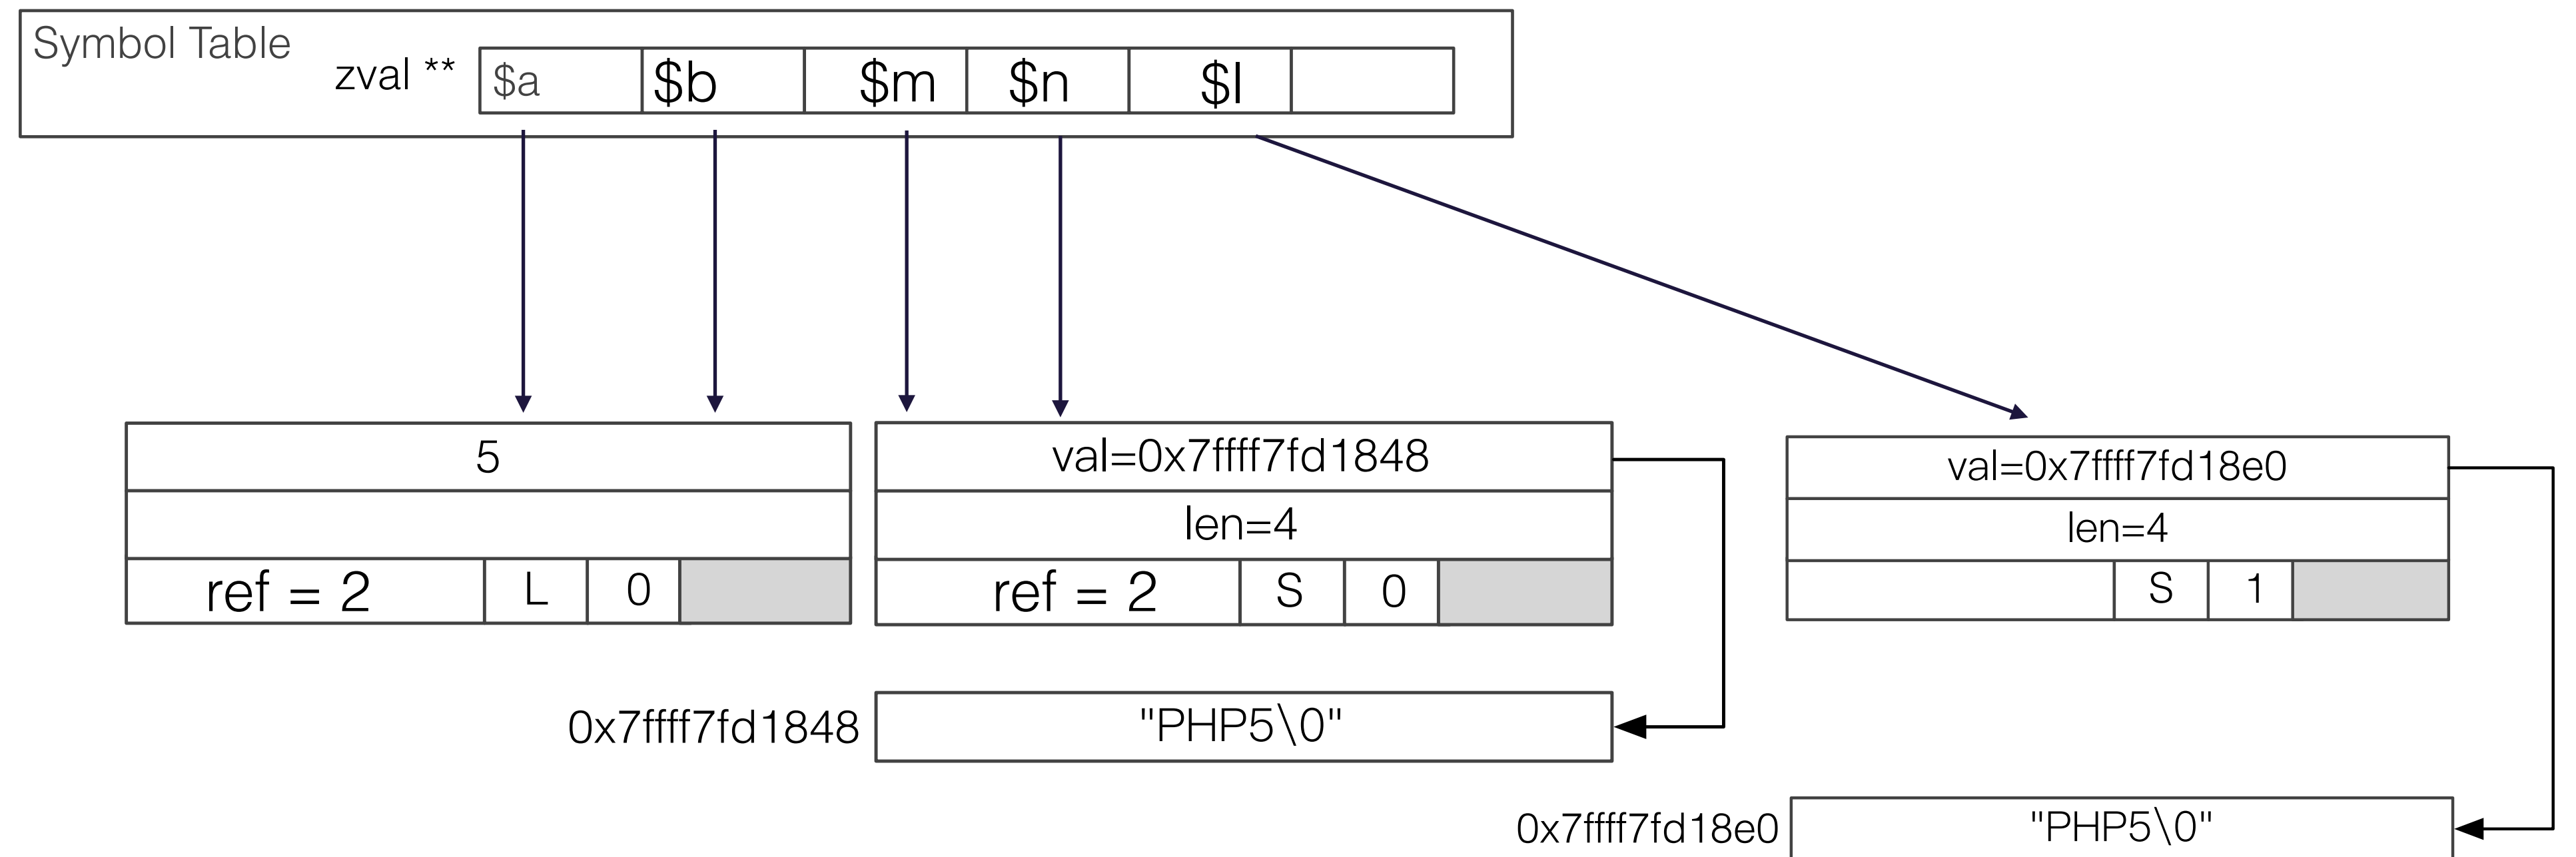 Symbol Table
zval ** $a $b $m $n $l
5
val=0x7ffff7fd1848
val=0x7ffff7fd18e0
len=4
len=4
ref = 2 L 0
ref = 2 S 0
S 1
0x7ffff7fd1848 "PHP5\0"
0x7ffff7fd18e0 "PHP5\0"